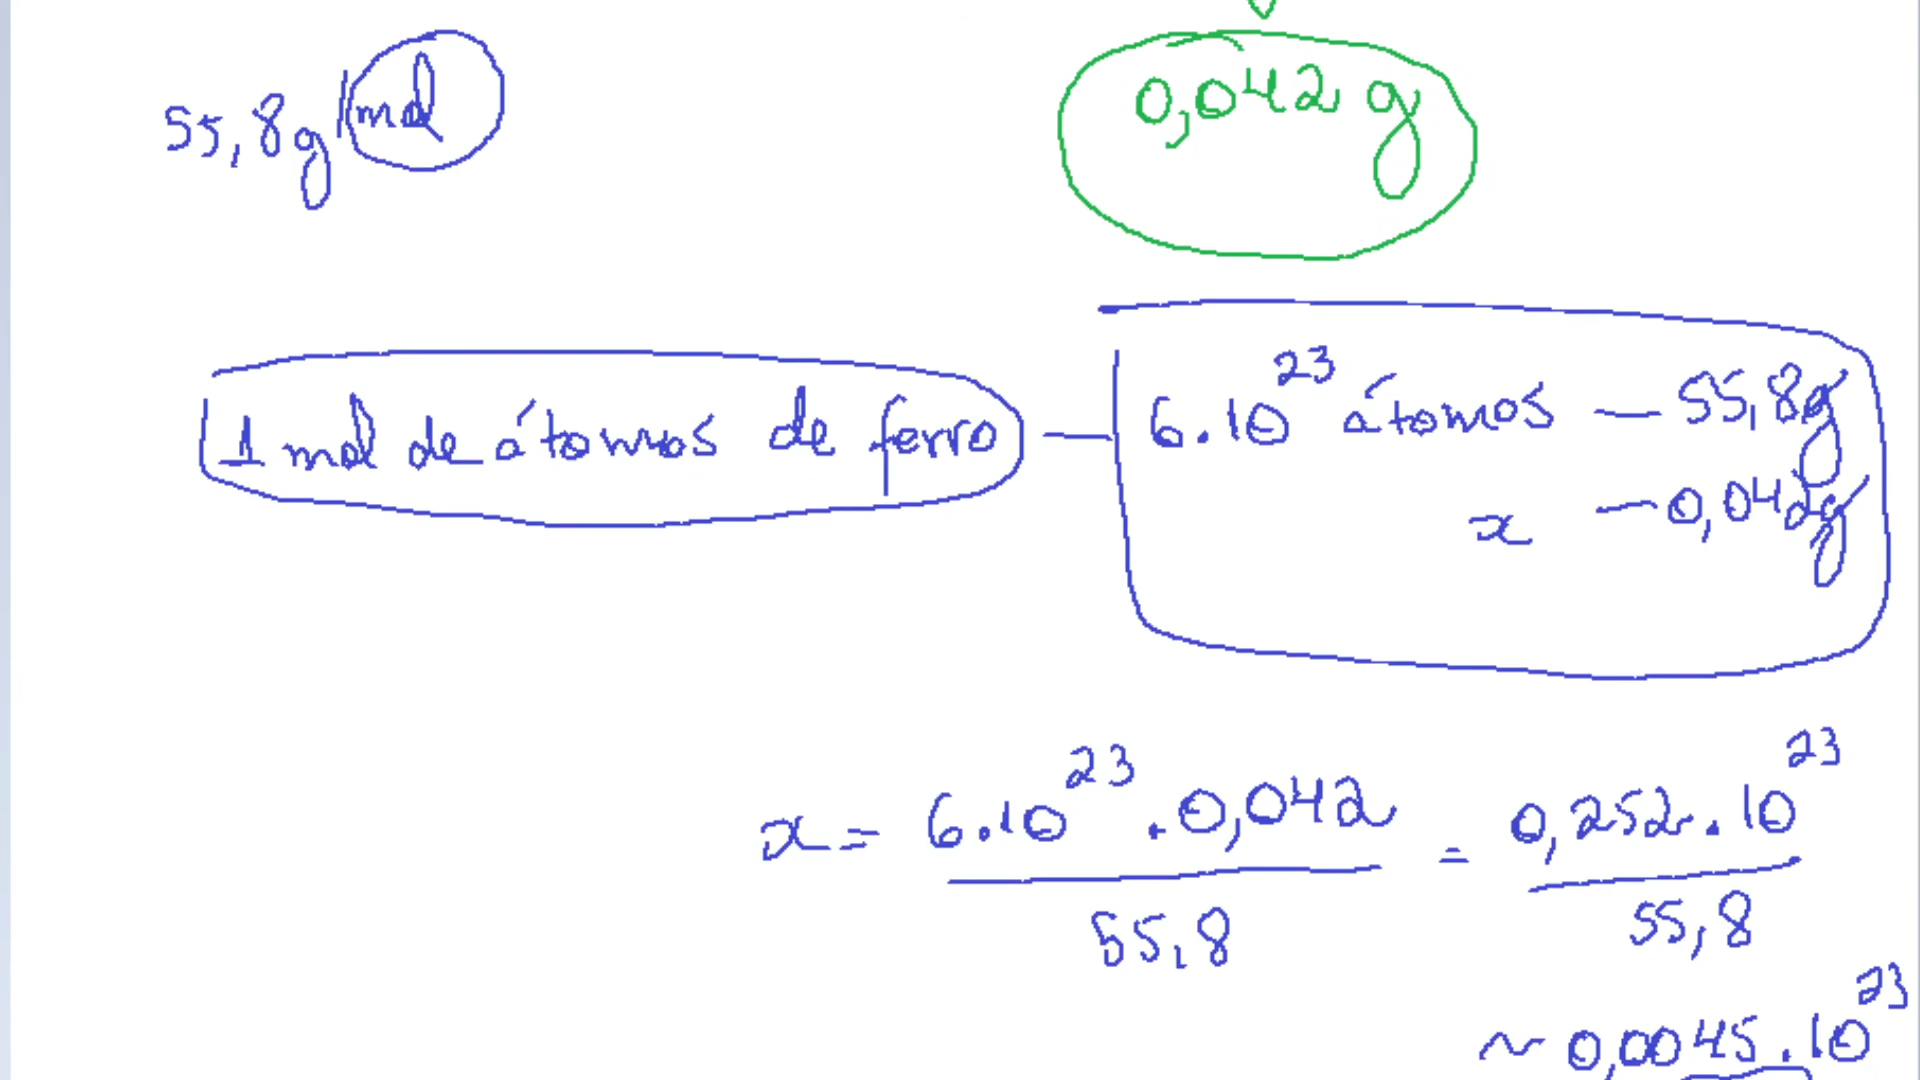 55,8g/mol
0,042 g
1 mol de átomos de ferro — 6.10²³ átomos — 55,8g
x — 0,042g
x = 6.10²³ . 0,042 / 55,8 = 0,252.10²³ / 55,8
~ 0,0045.10²³